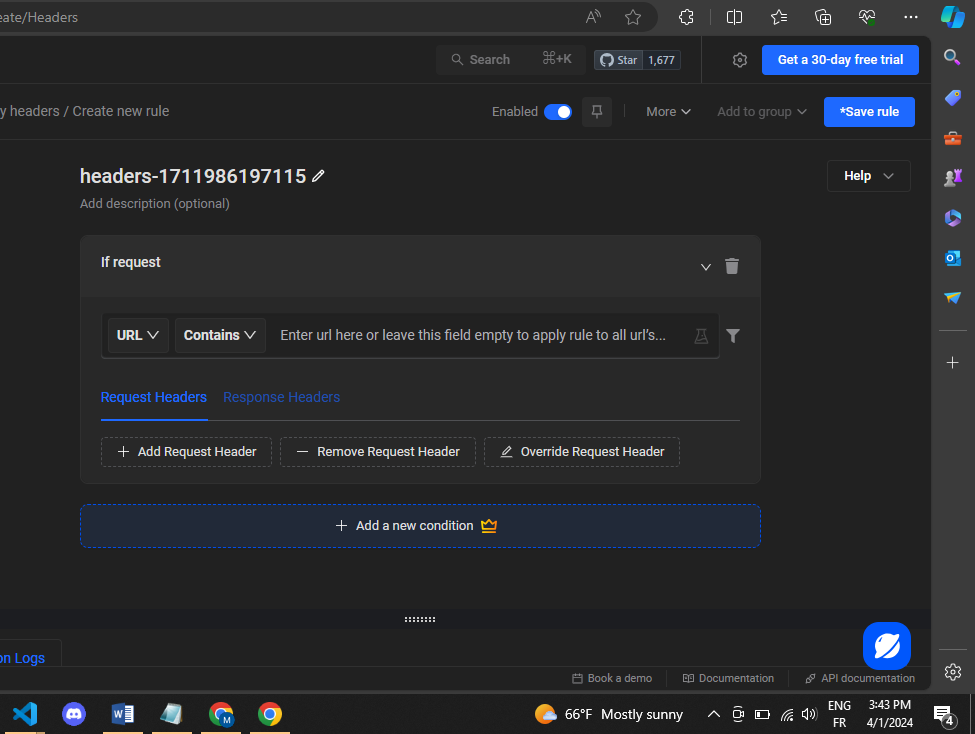 eate/Headers
Search ⌘+K
Star 1,677
Get a 30-day free trial
y headers / Create new rule
Enabled
More
Add to group
*Save rule
headers-1711986197115
Help
Add description (optional)
If request
URL
Contains
Enter url here or leave this field empty to apply rule to all url's...
Request Headers
Response Headers
+ Add Request Header
— Remove Request Header
Override Request Header
+ Add a new condition
on Logs
Book a demo
Documentation
API documentation
66°F Mostly sunny
ENG
FR
3:43 PM
4/1/2024
4
M